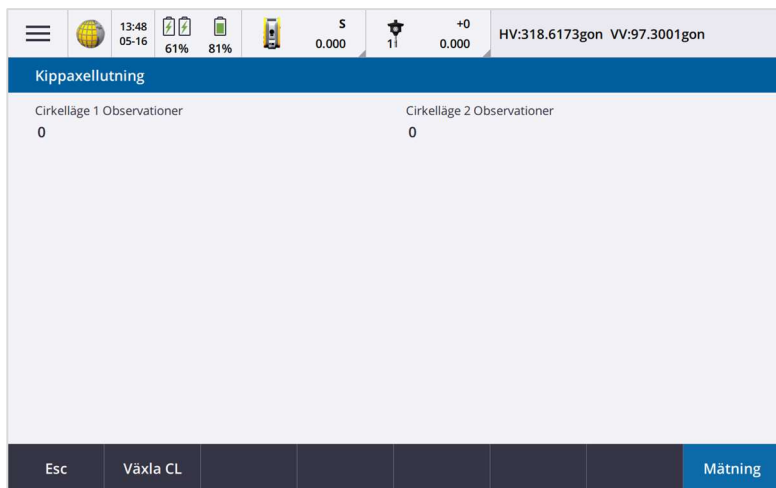 13:48
05-16
61%
81%
S
0.000
1
+0
0.000
HV:318.6173gon VV:97.3001gon
Kippaxellutning
Cirkelläge 1 Observationer
0
Cirkelläge 2 Observationer
0
Esc
Växla CL
Mätning